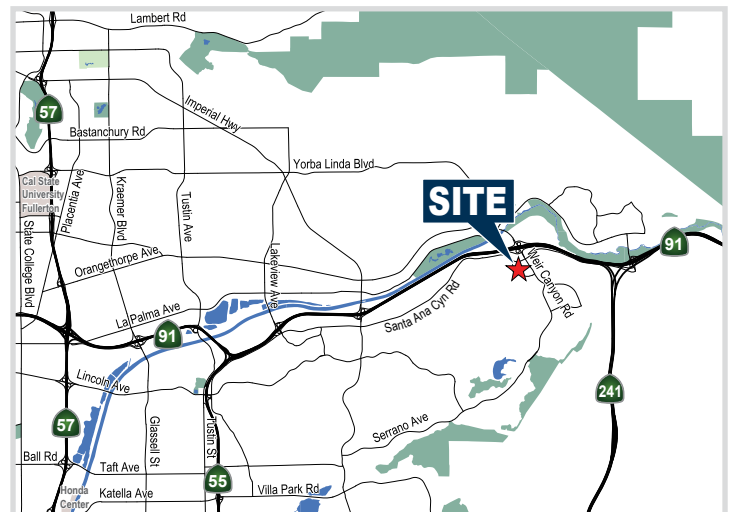 Lambert Rd
57
Imperial Hwy
Bastanchury Rd
Yorba Linda Blvd
Cal State
University
Fullerton
Placentia Ave
Kraemer Blvd
Tustin Ave
SITE
State College Blvd
Orangethorpe Ave
Lakeview Ave
91
Weir Canyon Rd
La Palma Ave
Santa Ana Cyn Rd
91
Lincoln Ave
241
57
Glassell St
Tustin St
Serrano Ave
Ball Rd
Taft Ave
55
Honda
Center
Katella Ave
Villa Park Rd